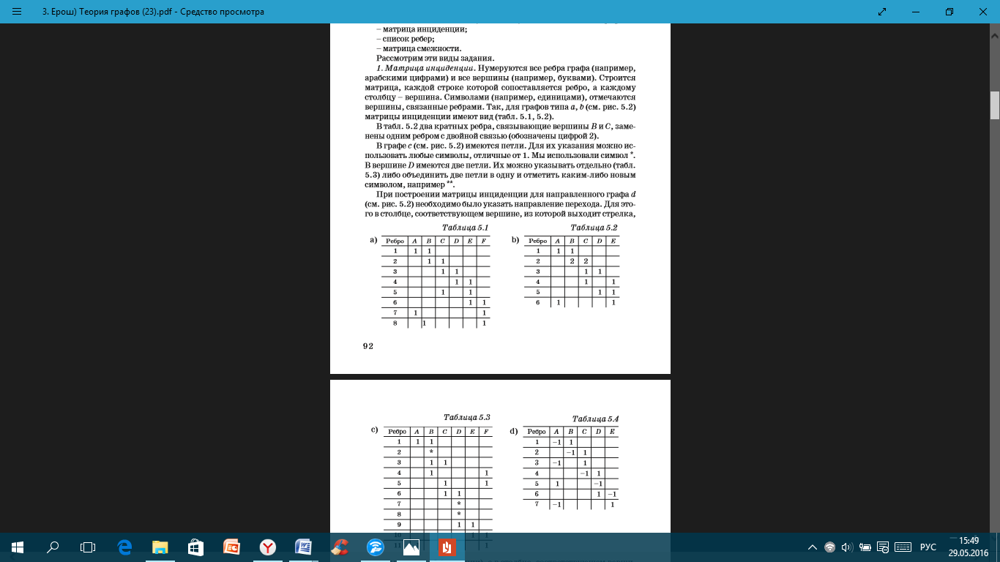 3. Ерош) Теория графов (23).pdf - Средство просмотра
– матрица инциденции;
– список ребер;
– матрица смежности.
Рассмотрим эти виды задания.
1. Матрица инциденции. Нумеруются все ребра графа (например,
арабскими цифрами) и все вершины (например, буквами). Строится
матрица, каждой строке которой сопоставляется ребро, а каждому
столбцу – вершина. Символами (например, единицами), отмечаются
вершины, связанные ребрами. Так, для графов типа a, b (см. рис. 5.2)
матрицы инциденции имеют вид (табл. 5.1, 5.2).
В табл. 5.2 два кратных ребра, связывающие вершины B и C, заме-
нены одним ребром с двойной связью (обозначены цифрой 2).
В графе c (см. рис. 5.2) имеются петли. Для их указания можно ис-
пользовать любые символы, отличные от 1. Мы использовали символ *.
В вершине D имеются две петли. Их можно указывать отдельно (табл.
5.3) либо объединить две петли в одну и отметить каким-либо новым
символом, например **.
При построении матрицы инциденции для направленного графа d
(см. рис. 5.2) необходимо было указать направление перехода. Для это-
го в столбце, соответствующем вершине, из которой выходит стрелка,
Таблица 5.1
a) Ребро A B C D E F
1 1 1
2 1 1
3 1 1
4 1 1
5 1 1
6 1 1
7 1 1
8 1 1
Таблица 5.2
b) Ребро A B C D E
1 1 1
2 2 2
3 1 1
4 1 1
5 1 1
6 1 1
92
Таблица 5.3
c) Ребро A B C D E F
1 1 1
2 *
3 1 1
4 1 1
5 1 1
6 1 1
7 *
8 *
9 1 1
10 1 1
11 1
Таблица 5.4
d) Ребро A B C D E
1 –1 1
2 –1 1
3 –1 1
4 –1 1
5 1 –1
6 1 –1
7 –1 1
РУС
15:49
29.05.2016